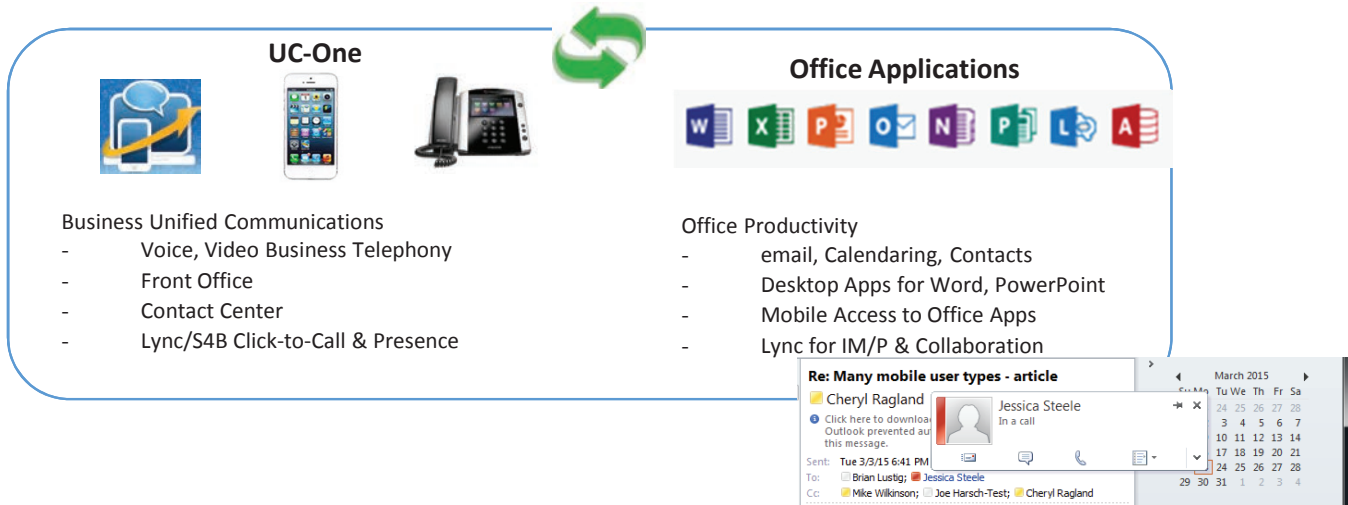 UC-One
Office Applications
W X P O N P L A
Business Unified Communications
- Voice, Video Business Telephony
- Front Office
- Contact Center
- Lync/S4B Click-to-Call & Presence
Office Productivity
- email, Calendaring, Contacts
- Desktop Apps for Word, PowerPoint
- Mobile Access to Office Apps
- Lync for IM/P & Collaboration
Re: Many mobile user types - article
Cheryl Ragland
Click here to download
Outlook prevented
this message.
Sent: Tue 3/3/15 6:41 PM
To: Brian Lustig; Jessica Steele
Cc: Mike Wilkinson; Joe Harsch-Test; Cheryl Ragland
Jessica Steele
In a call
March 2015
Su Mo Tu We Th Fr Sa
24 25 26 27 28
3 4 5 6 7
10 11 12 13 14
17 18 19 20 21
24 25 26 27 28
29 30 31 1 2 3 4